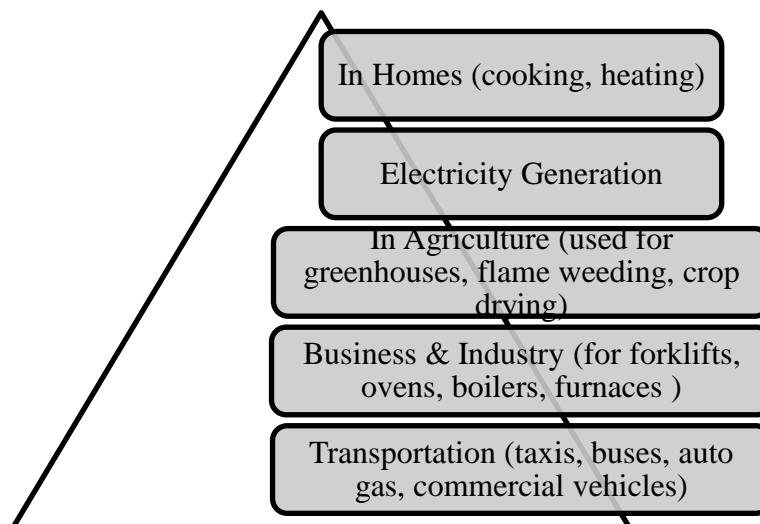 In Homes (cooking, heating)
Electricity Generation
In Agriculture (used for
greenhouses, flame weeding, crop
drying)
Business & Industry (for forklifts,
ovens, boilers, furnaces )
Transportation (taxis, buses, auto
gas, commercial vehicles)